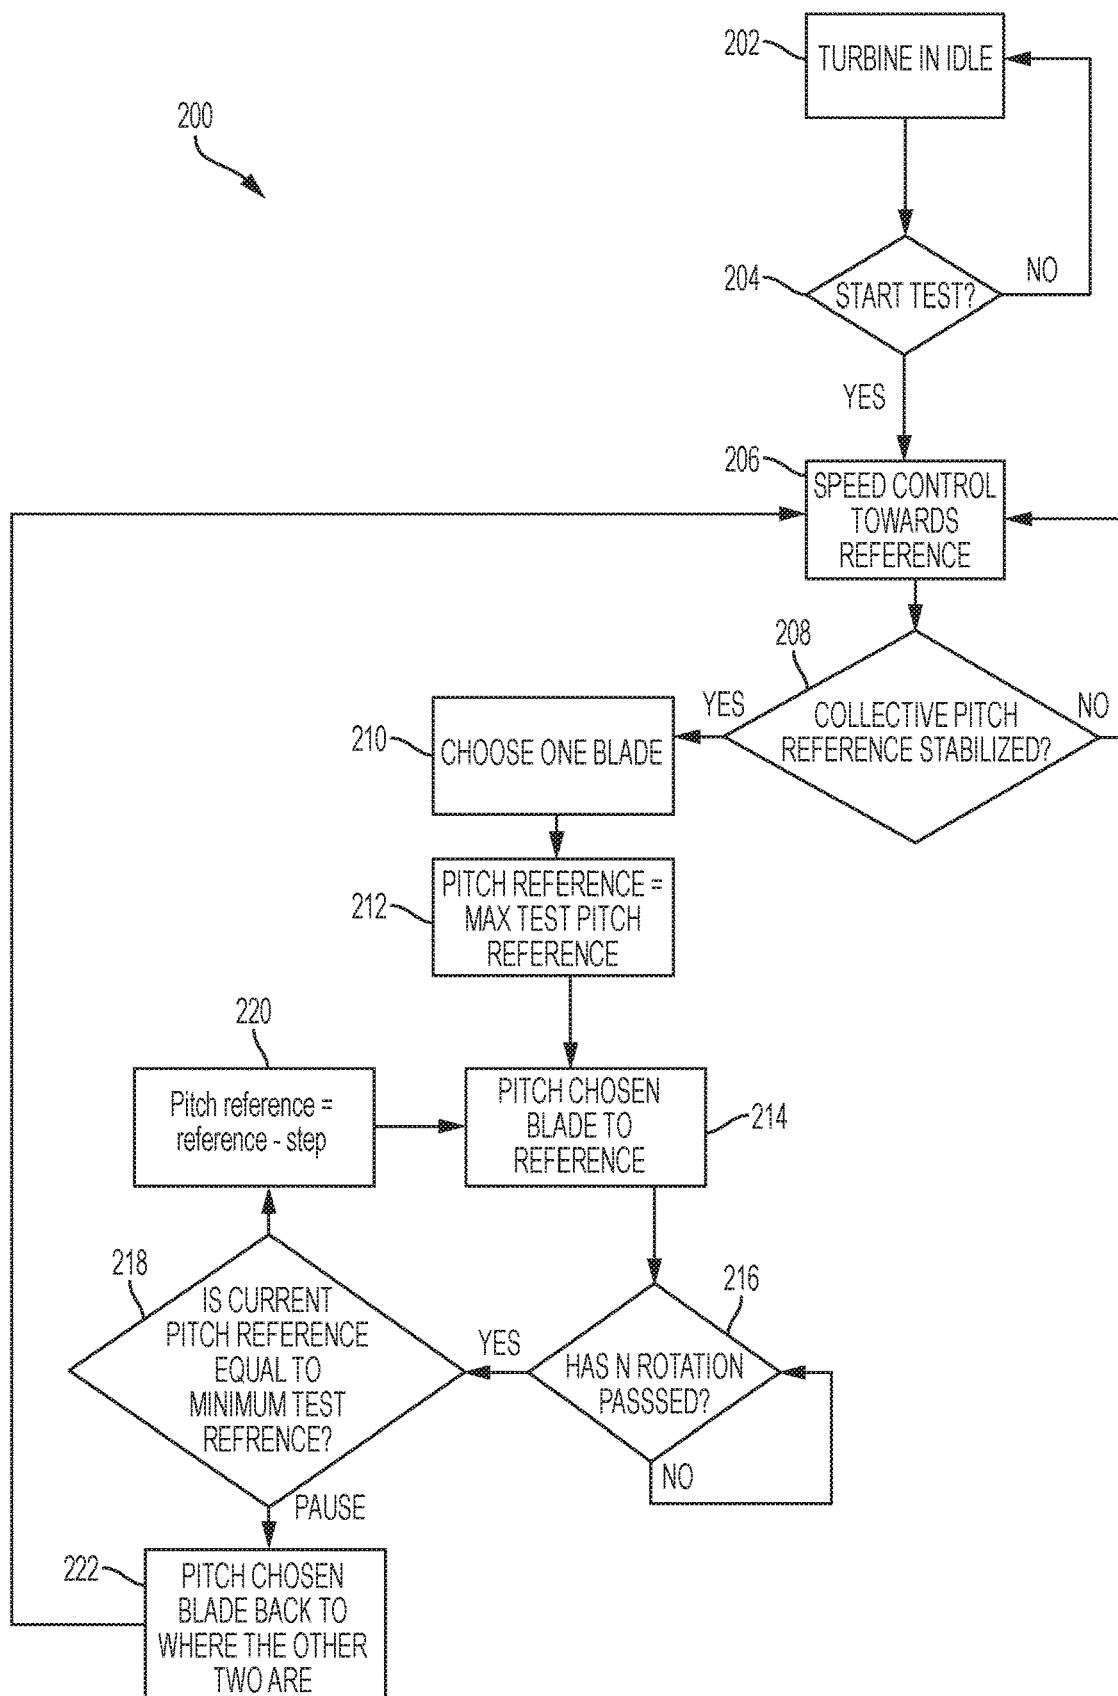 202
TURBINE IN IDLE
200
204
START TEST?
NO
YES
206
SPEED CONTROL
TOWARDS
REFERENCE
208
COLLECTIVE PITCH
REFERENCE STABILIZED?
YES
NO
210
CHOOSE ONE BLADE
212
PITCH REFERENCE =
MAX TEST PITCH
REFERENCE
220
Pitch reference =
reference - step
PITCH CHOSEN
BLADE TO
REFERENCE
214
216
HAS N ROTATION
PASSSED?
NO
YES
218
IS CURRENT
PITCH REFERENCE
EQUAL TO
MINIMUM TEST
REFRENCE?
PAUSE
222
PITCH CHOSEN
BLADE BACK TO
WHERE THE OTHER
TWO ARE